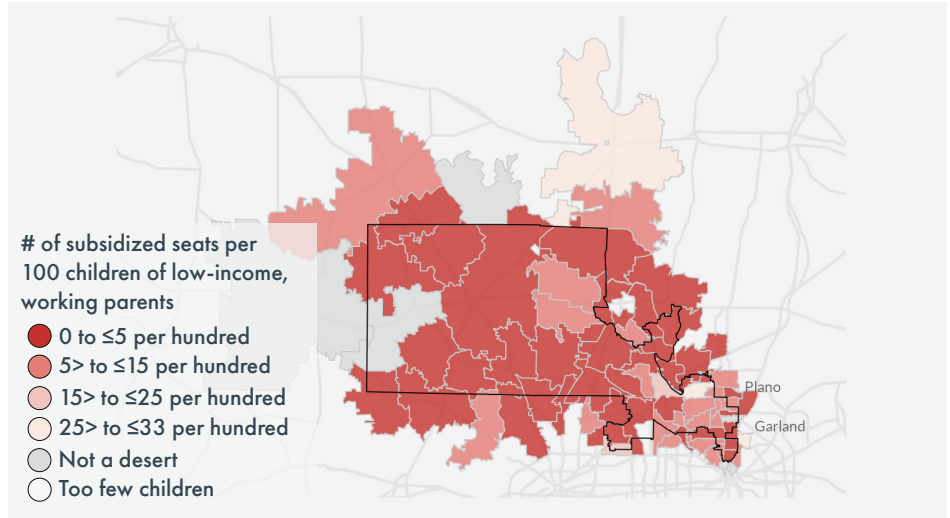 # of subsidized seats per
100 children of low-income,
working parents
0 to ≤5 per hundred
5> to ≤15 per hundred
15> to ≤25 per hundred
25> to ≤33 per hundred
Not a desert
Too few children
Plano
Garland